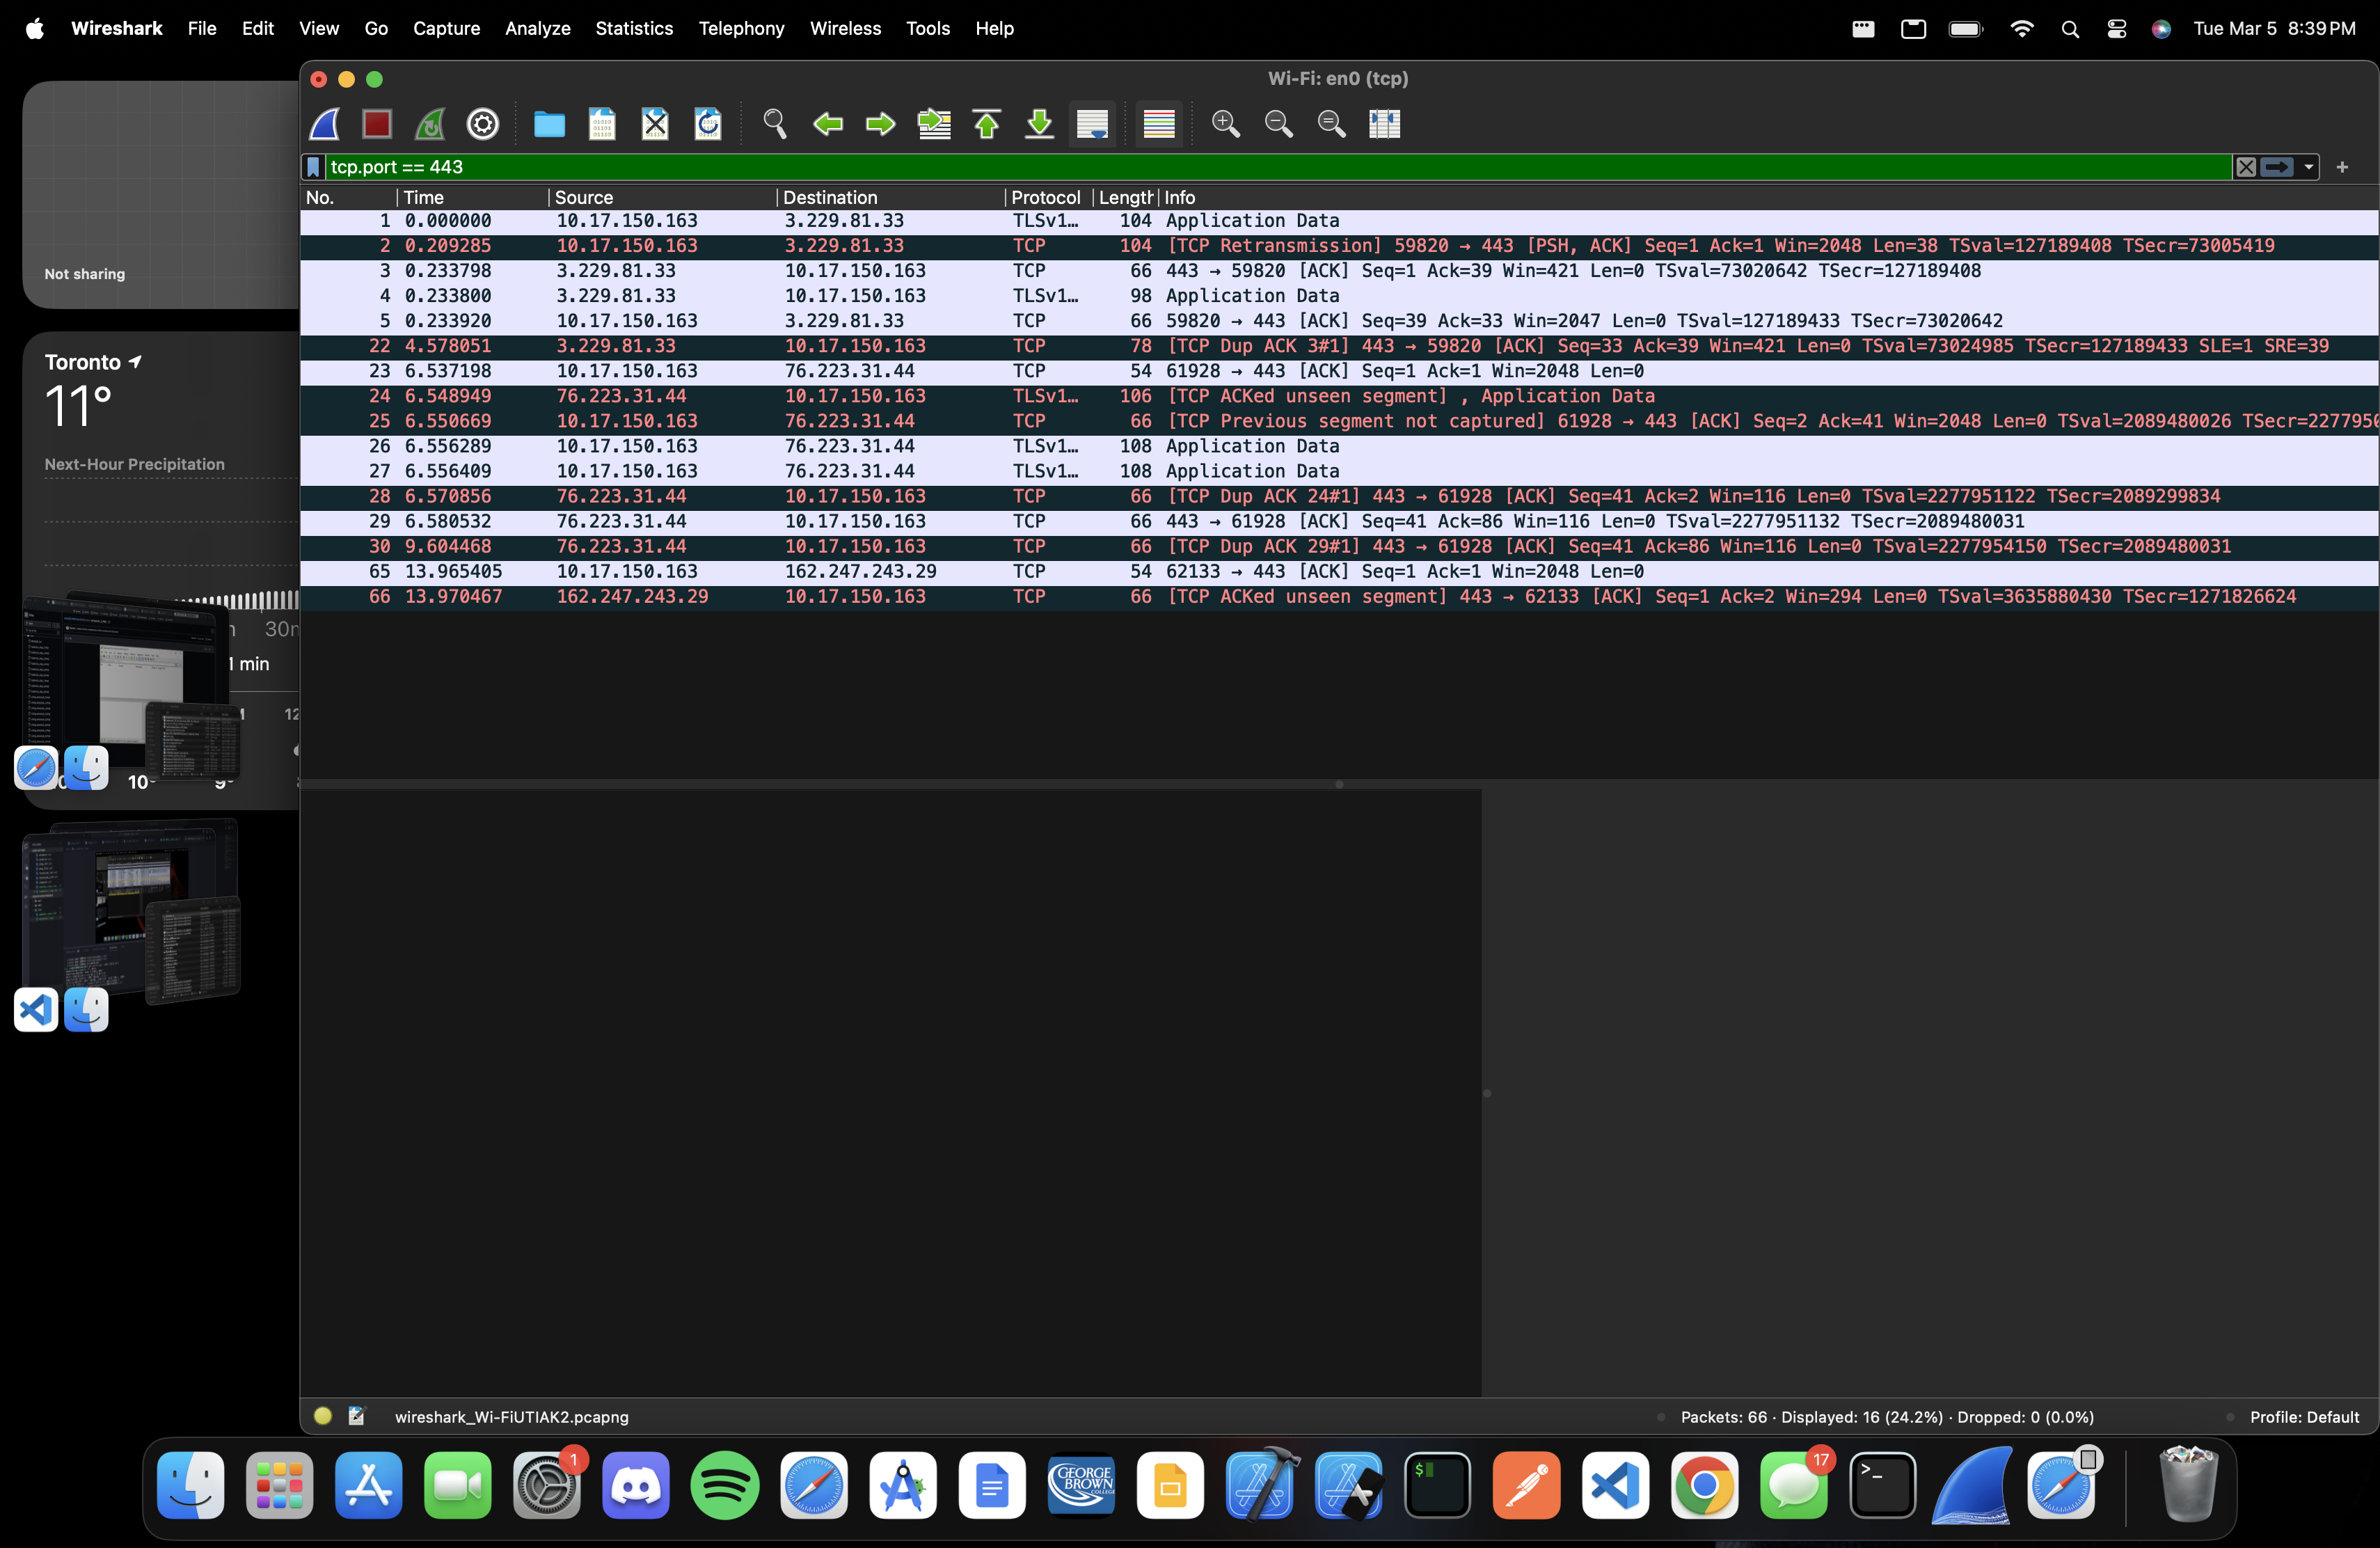 Wireshark File Edit View Go Capture Analyze Statistics Telephony Wireless Tools Help Tue Mar 5 8:39 PM
Wi-Fi: en0 (tcp)
tcp.port == 443
No. Time Source Destination Protocol Length Info
1 0.000000 10.17.150.163 3.229.81.33 TLSv1… 104 Application Data
2 0.209285 10.17.150.163 3.229.81.33 TCP 104 [TCP Retransmission] 59820 → 443 [PSH, ACK] Seq=1 Ack=1 Win=2048 Len=38 TSval=127189408 TSecr=73005419
3 0.233798 3.229.81.33 10.17.150.163 TCP 66 443 → 59820 [ACK] Seq=1 Ack=39 Win=421 Len=0 TSval=73020642 TSecr=127189408
4 0.233800 3.229.81.33 10.17.150.163 TLSv1… 98 Application Data
5 0.233920 10.17.150.163 3.229.81.33 TCP 66 59820 → 443 [ACK] Seq=39 Ack=33 Win=2047 Len=0 TSval=127189433 TSecr=73020642
22 4.578051 3.229.81.33 10.17.150.163 TCP 78 [TCP Dup ACK 3#1] 443 → 59820 [ACK] Seq=33 Ack=39 Win=421 Len=0 TSval=73024985 TSecr=127189433 SLE=1 SRE=39
23 6.537198 10.17.150.163 76.223.31.44 TCP 54 61928 → 443 [ACK] Seq=1 Ack=1 Win=2048 Len=0
24 6.548949 76.223.31.44 10.17.150.163 TLSv1… 106 [TCP ACKed unseen segment] , Application Data
25 6.550669 10.17.150.163 76.223.31.44 TCP 66 [TCP Previous segment not captured] 61928 → 443 [ACK] Seq=2 Ack=41 Win=2048 Len=0 TSval=2089480026 TSecr=227795
26 6.556289 10.17.150.163 76.223.31.44 TLSv1… 108 Application Data
27 6.556409 10.17.150.163 76.223.31.44 TLSv1… 108 Application Data
28 6.570856 76.223.31.44 10.17.150.163 TCP 66 [TCP Dup ACK 24#1] 443 → 61928 [ACK] Seq=41 Ack=2 Win=116 Len=0 TSval=2277951122 TSecr=2089299834
29 6.580532 76.223.31.44 10.17.150.163 TCP 66 443 → 61928 [ACK] Seq=41 Ack=86 Win=116 Len=0 TSval=2277951132 TSecr=2089480031
30 9.604468 76.223.31.44 10.17.150.163 TCP 66 [TCP Dup ACK 29#1] 443 → 61928 [ACK] Seq=41 Ack=86 Win=116 Len=0 TSval=2277954150 TSecr=2089480031
65 13.965405 10.17.150.163 162.247.243.29 TCP 54 62133 → 443 [ACK] Seq=1 Ack=1 Win=2048 Len=0
66 13.970467 162.247.243.29 10.17.150.163 TCP 66 [TCP ACKed unseen segment] 443 → 62133 [ACK] Seq=1 Ack=2 Win=294 Len=0 TSval=3635880430 TSecr=1271826624
Not sharing
Toronto
11°
Next-Hour Precipitation
30
1 min
12
10°
9°
wireshark_Wi-FiUTIAK2.pcapng
Packets: 66 · Displayed: 16 (24.2%) · Dropped: 0 (0.0%)
Profile: Default
1
GEORGE BROWN COLLEGE
$
17
>_